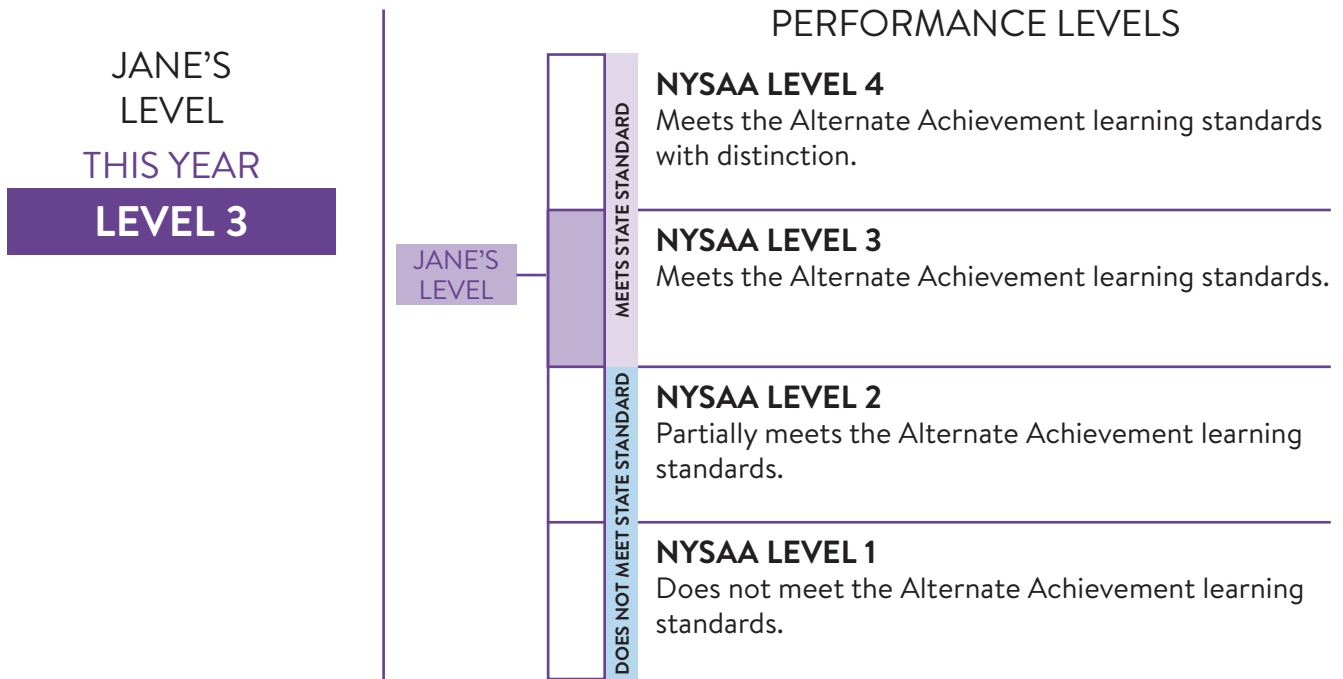 JANE’S
LEVEL
THIS YEAR
LEVEL 3
PERFORMANCE LEVELS
JANE’S
LEVEL
MEETS STATE STANDARD
NYSAA LEVEL 4
Meets the Alternate Achievement learning standards
with distinction.
NYSAA LEVEL 3
Meets the Alternate Achievement learning standards.
DOES NOT MEET STATE STANDARD
NYSAA LEVEL 2
Partially meets the Alternate Achievement learning
standards.
NYSAA LEVEL 1
Does not meet the Alternate Achievement learning
standards.